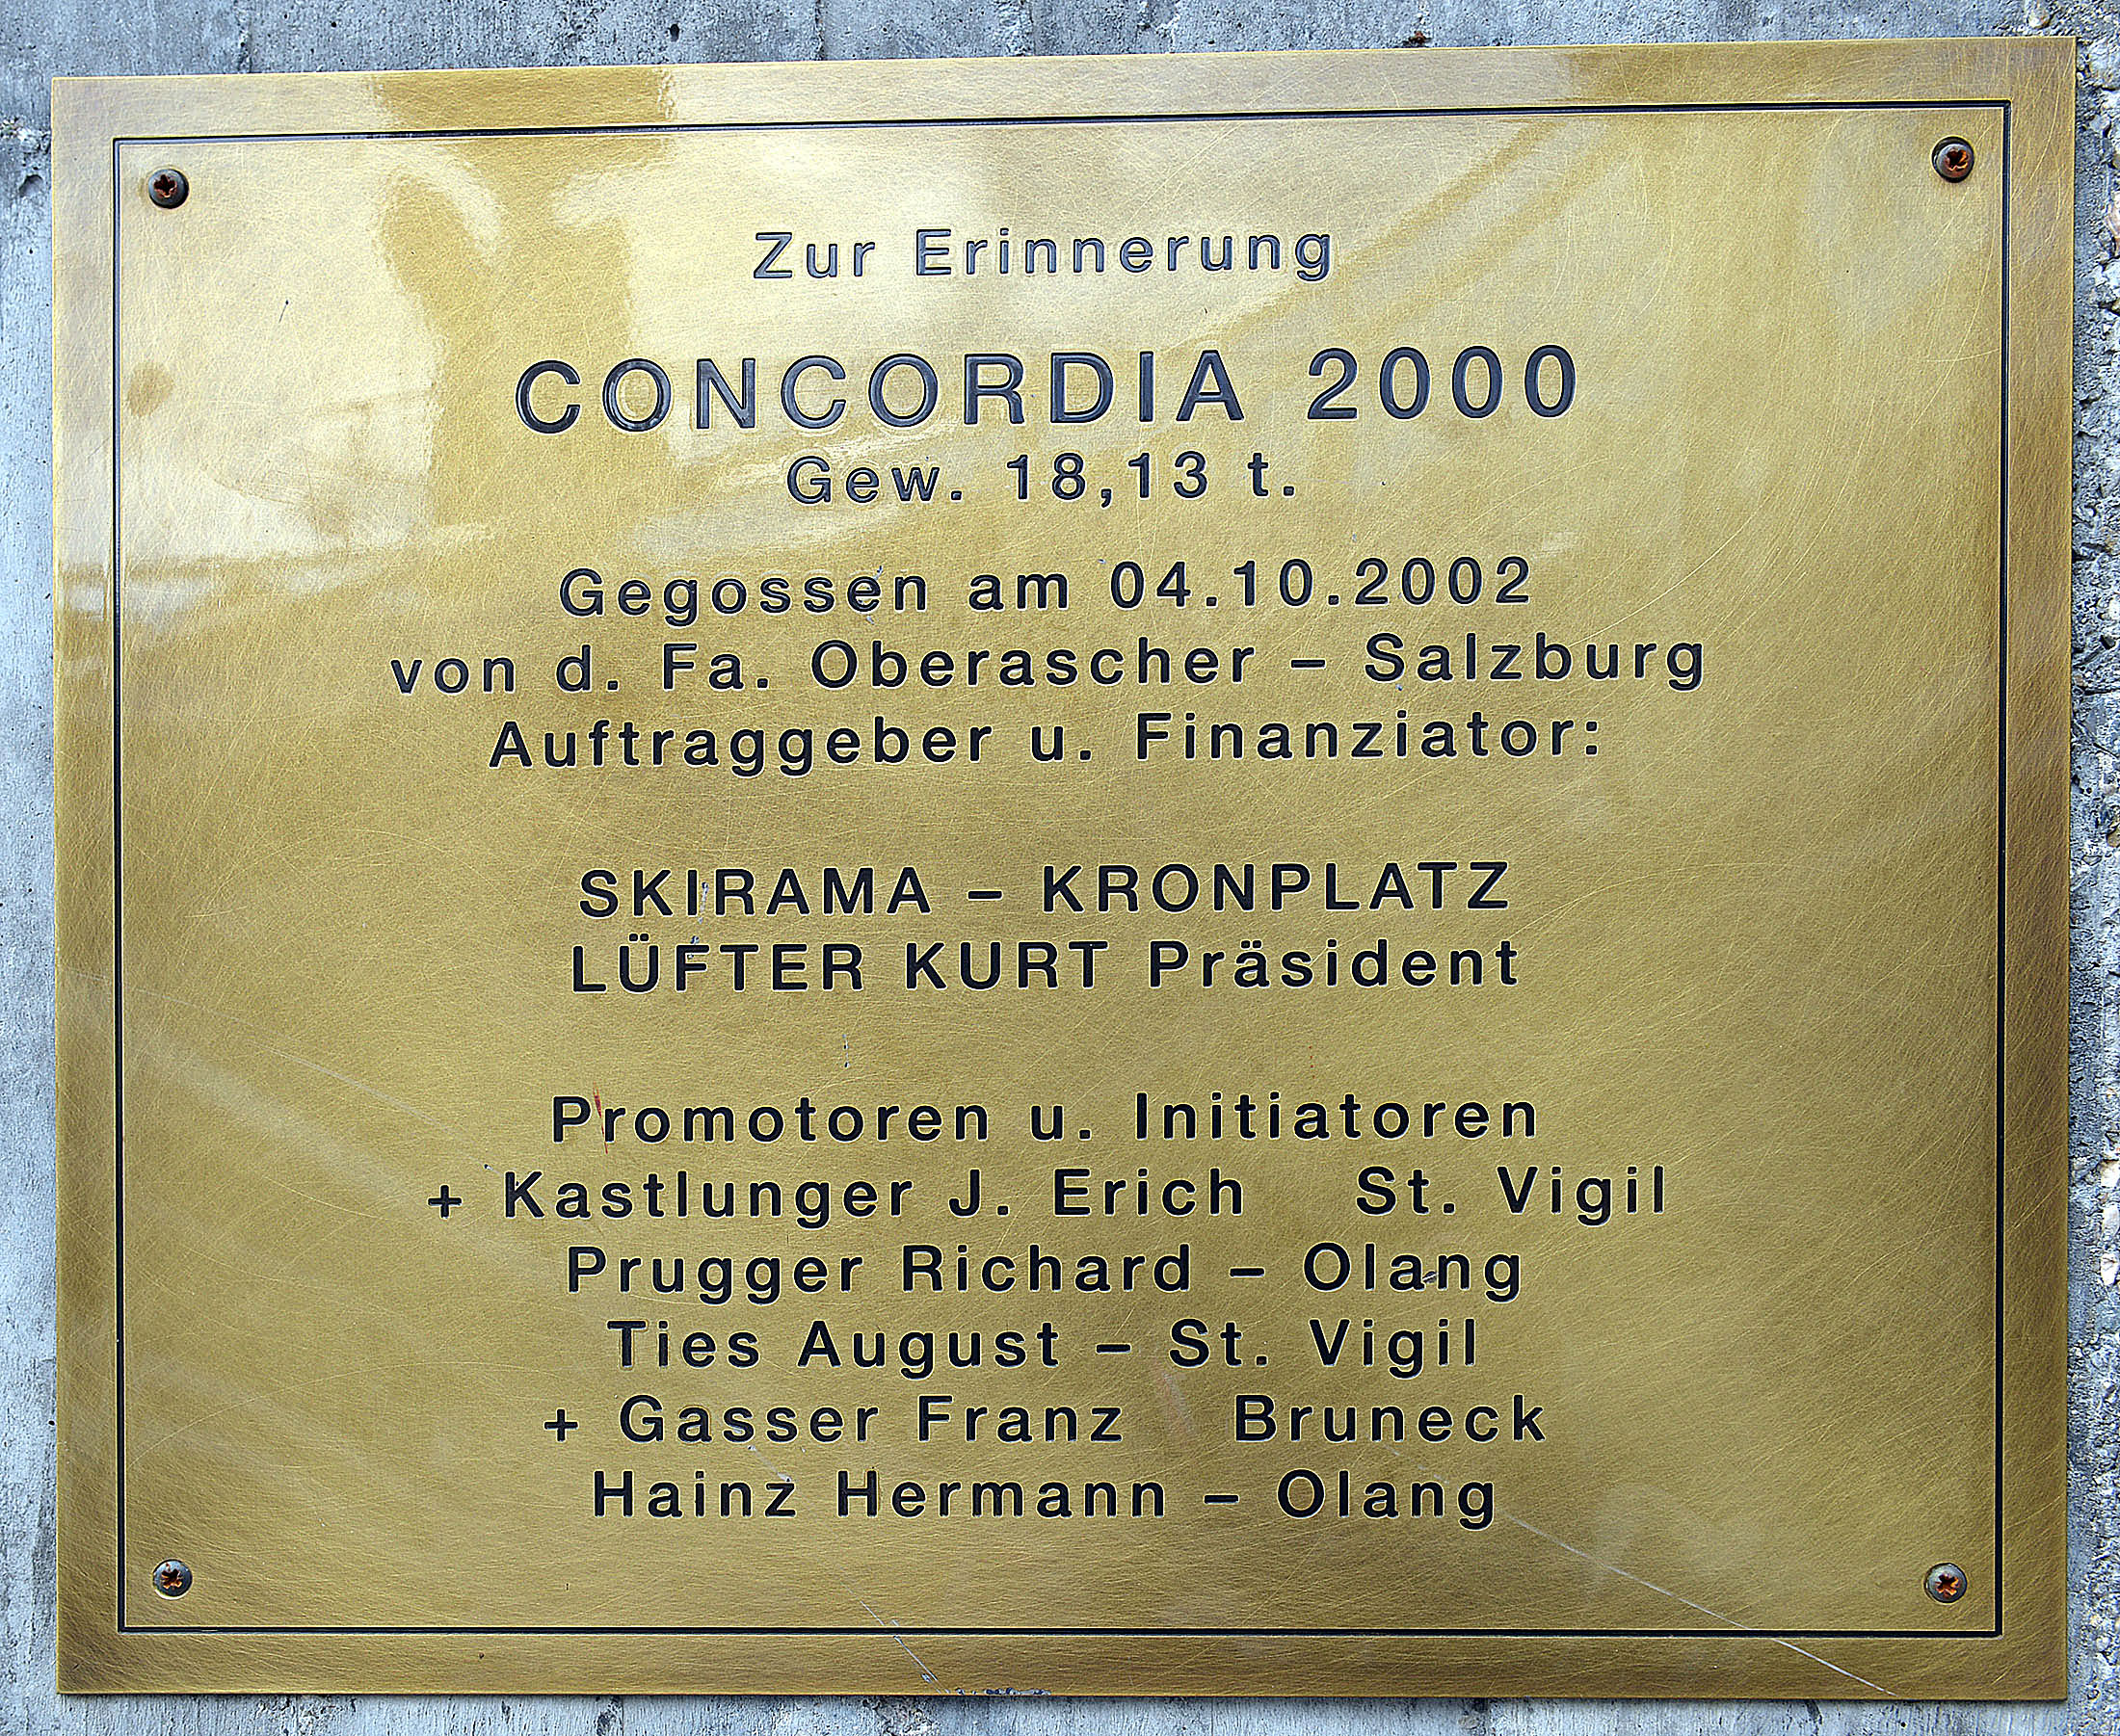 Zur Erinnerung
CONCORDIA 2000
Gew. 18,13 t.
Gegossen am 04.10.2002
von d. Fa. Oberascher – Salzburg
Auftraggeber u. Finanziator:
SKIRAMA – KRONPLATZ
LÜFTER KURT Präsident
Promotoren u. Initiatoren
+ Kastlunger J. Erich St. Vigil
Prugger Richard – Olang
Ties August – St. Vigil
+ Gasser Franz Bruneck
Hainz Hermann – Olang